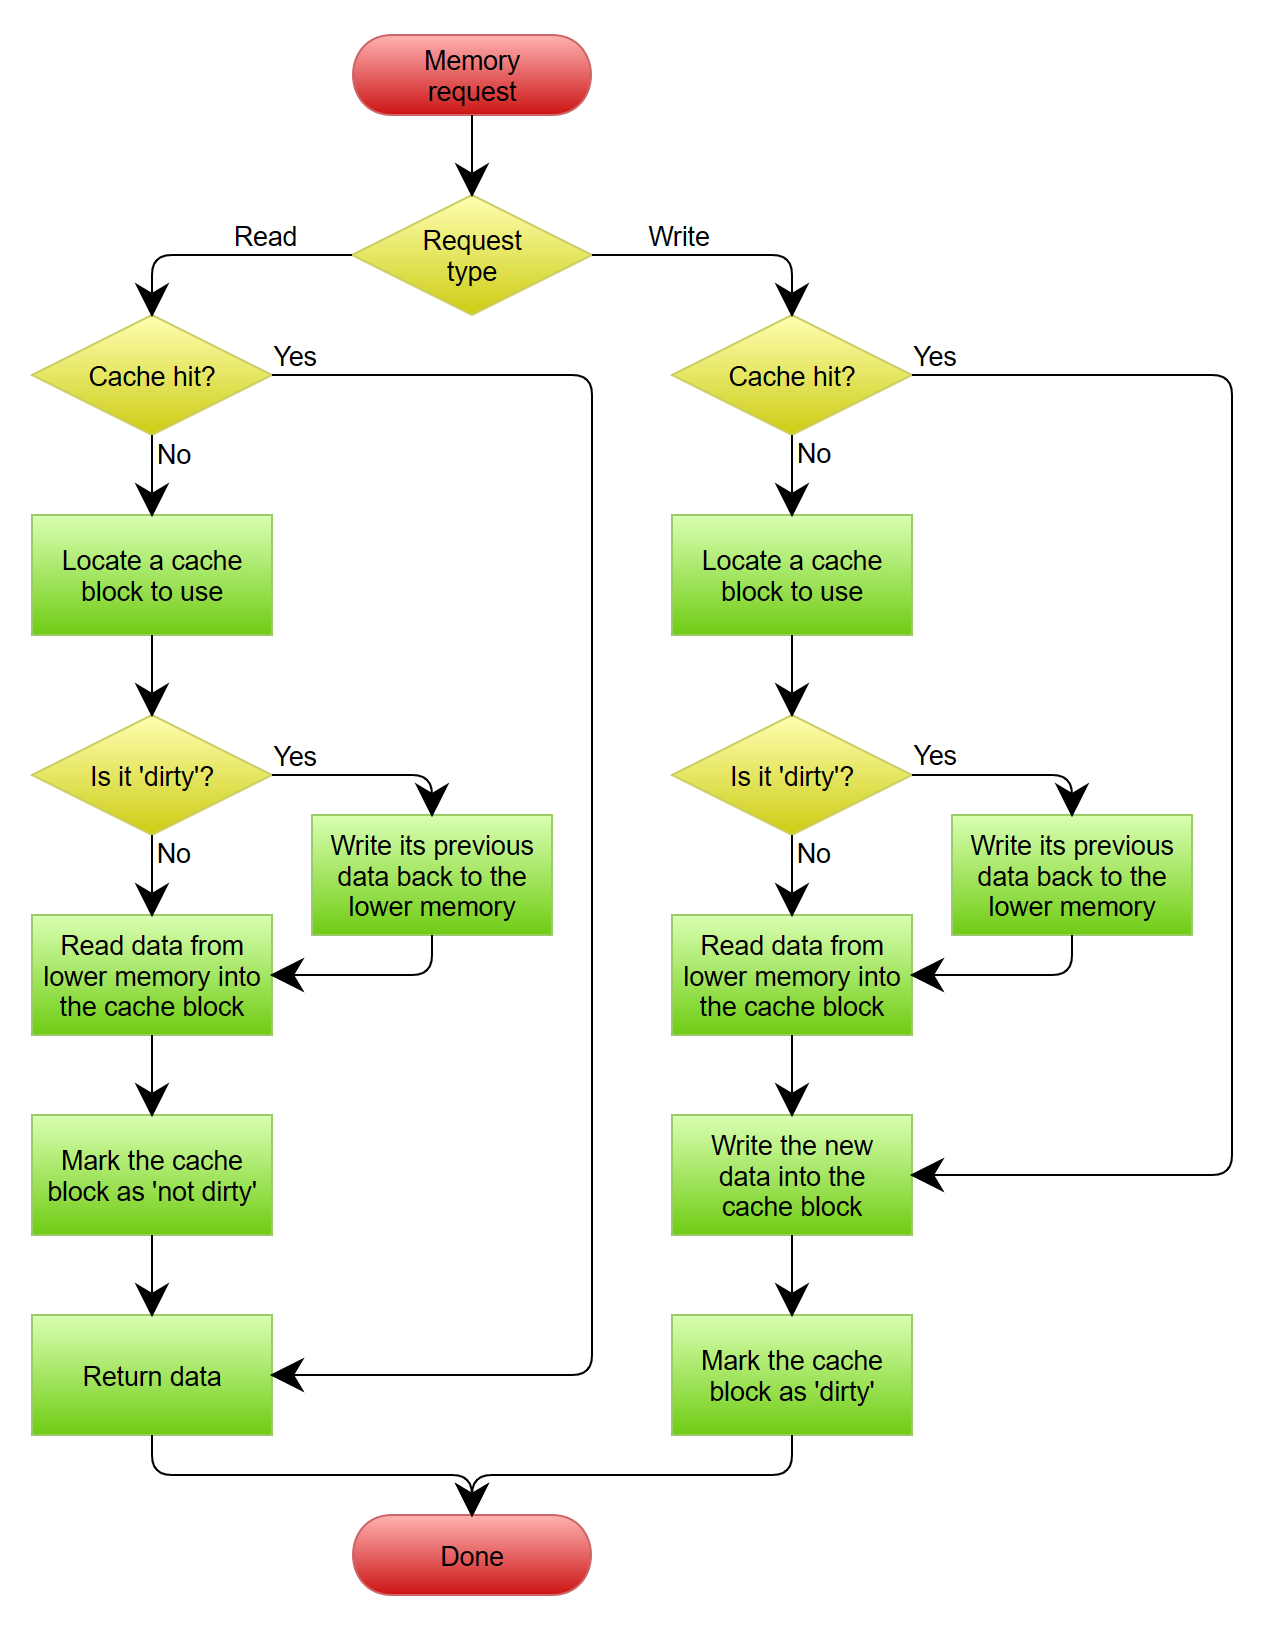 Memory
request
Request
type
Read
Write
Cache hit?
Yes
No
Cache hit?
Yes
No
Locate a cache
block to use
Locate a cache
block to use
Is it 'dirty'?
Yes
No
Is it 'dirty'?
Yes
No
Write its previous
data back to the
lower memory
Write its previous
data back to the
lower memory
Read data from
lower memory into
the cache block
Read data from
lower memory into
the cache block
Mark the cache
block as 'not dirty'
Write the new
data into the
cache block
Return data
Mark the cache
block as 'dirty'
Done